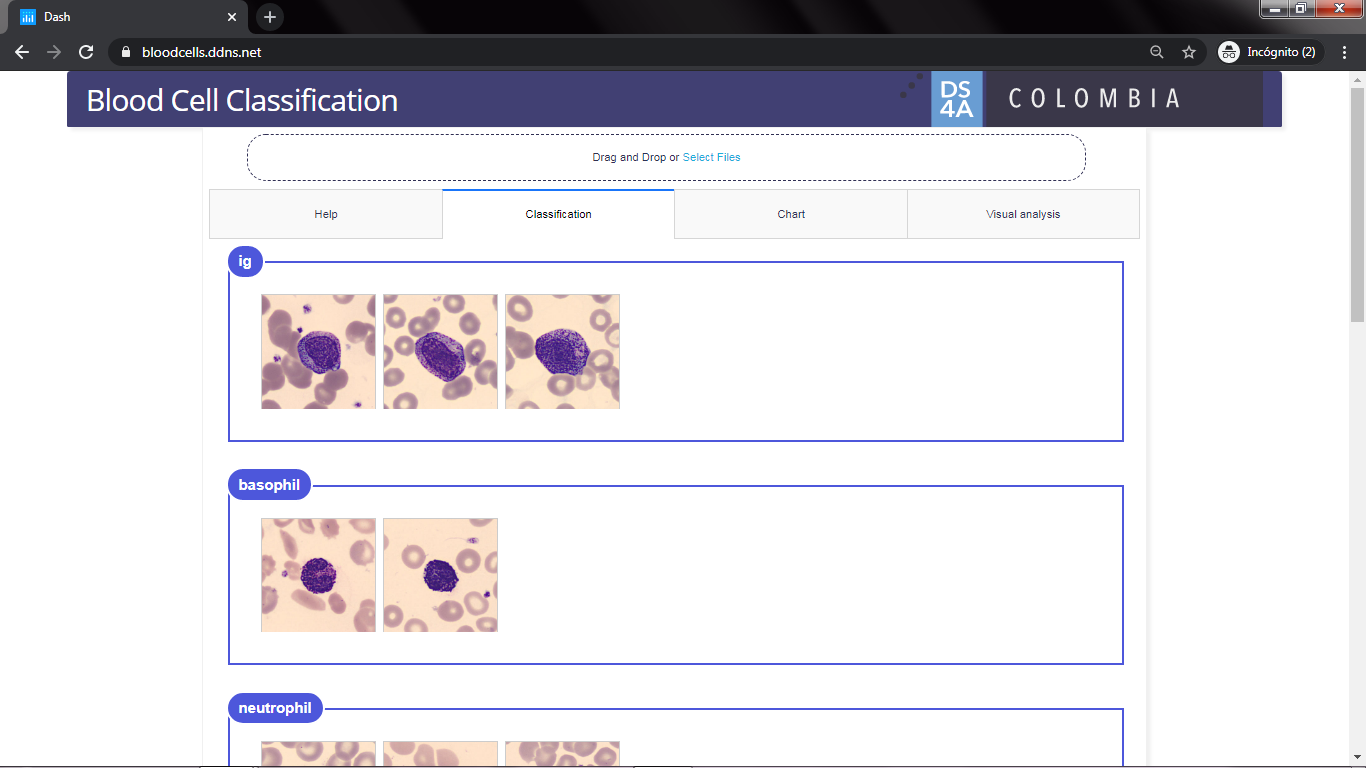 Dash
bloodcells.ddns.net
Incógnito (2)
Blood Cell Classification
DS
4A
COLOMBIA
Drag and Drop or Select Files
Help
Classification
Chart
Visual analysis
ig
basophil
neutrophil